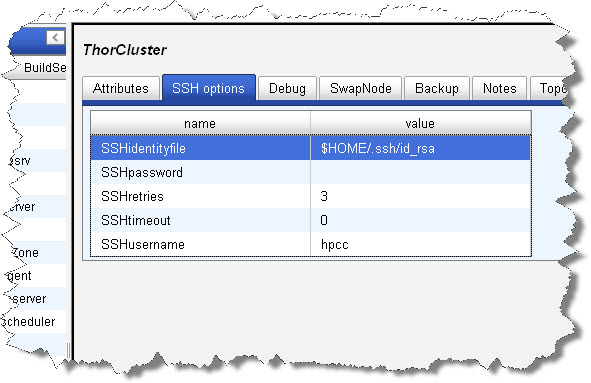 ThorCluster
BuildSe
Attributes SSH options Debug SwapNode Backup Notes Topo
name value
SSHidentityfile $HOME/.ssh/id_rsa
SSHpassword
SSHretries 3
SSHtimeout 0
SSHusername hpcc
srv
erver
Zone
gent
server
cheduler